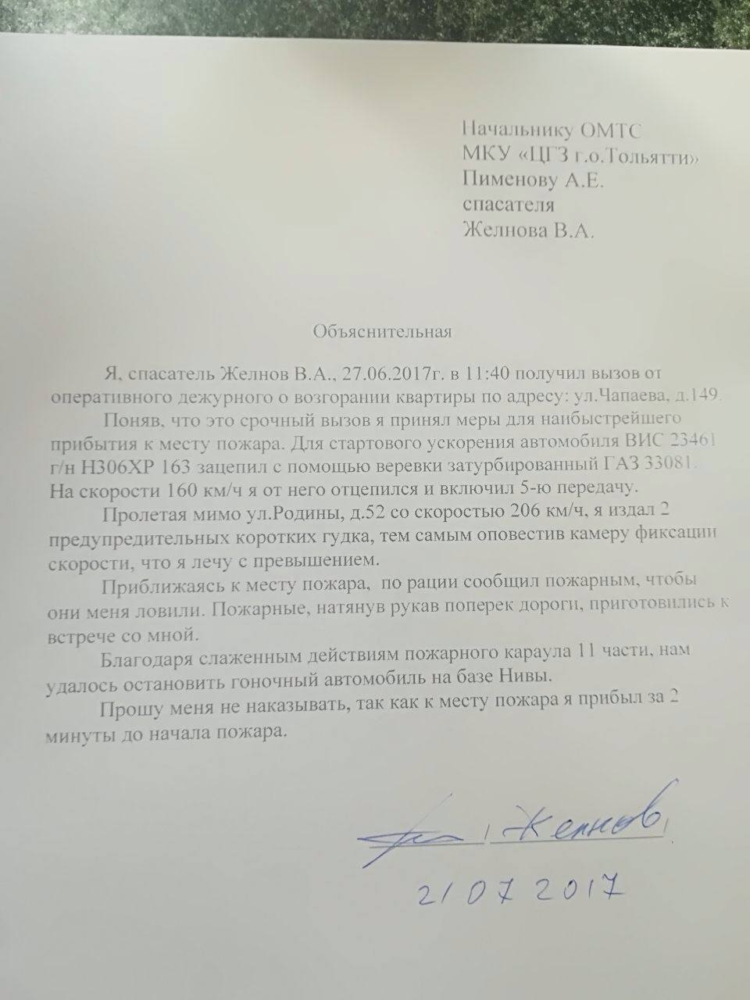 Начальнику ОМТС
МКУ «ЦГЗ г.о.Тольятти»
Пименову А.Е.
спасателя
Желнова В.А.
Объяснительная
Я, спасатель Желнов В.А., 27.06.2017г. в 11:40 получил вызов от
оперативного дежурного о возгорании квартиры по адресу: ул.Чапаева, д.149.
Поняв, что это срочный вызов я принял меры для наибыстрейшего
прибытия к месту пожара. Для стартового ускорения автомобиля ВИС 23461
г/н Н306ХР 163 зацепил с помощью веревки затурбированный ГАЗ 33081.
На скорости 160 км/ч я от него отцепился и включил 5-ю передачу.
Пролетая мимо ул.Родины, д.52 со скоростью 206 км/ч, я издал 2
предупредительных коротких гудка, тем самым оповестив камеру фиксации
скорости, что я лечу с превышением.
Приближаясь к месту пожара, по рации сообщил пожарным, чтобы
они меня ловили. Пожарные, натянув рукав поперек дороги, приготовились к
встрече со мной.
Благодаря слаженным действиям пожарного караула 11 части, нам
удалось остановить гоночный автомобиль на базе Нивы.
Прошу меня не наказывать, так как к месту пожара я прибыл за 2
минуты до начала пожара.
/ Желнов /
21 07 2017